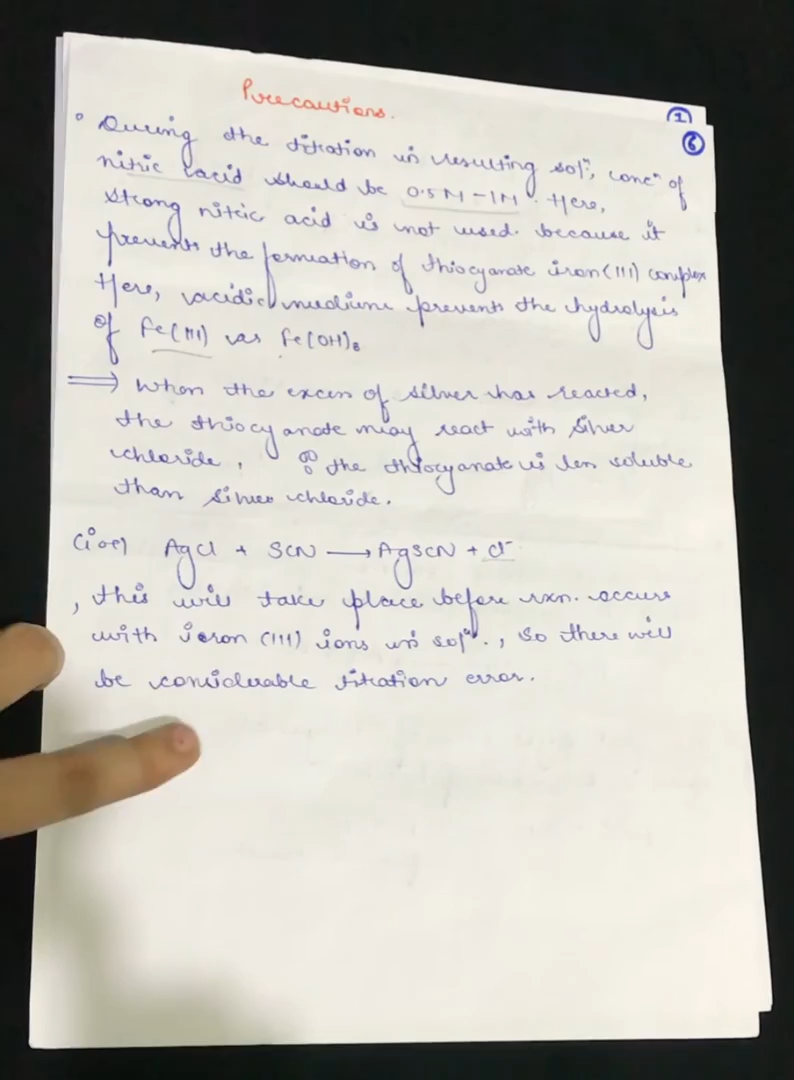 Precautions.
①
⑥
° During the titration in resulting solⁿ, concⁿ of
nitric acid should be 0.5N-1N. Here,
strong nitric acid is not used because it
prevents the formation of thiocyanate iron(III) complex
Here, acidic medium prevents the hydrolysis
of Fe(III) as Fe(OH)₃
⟹ When the excess of silver has reacted,
the thiocyanate may react with silver
chloride, ∵ the thiocyanate is less soluble
than silver chloride.
(i.e) AgCl + SCN ⟶ AgSCN + Cl⁻
, this will take place before rxn. occurs
with iron (III) ions in solⁿ., so there will
be considerable titration error.